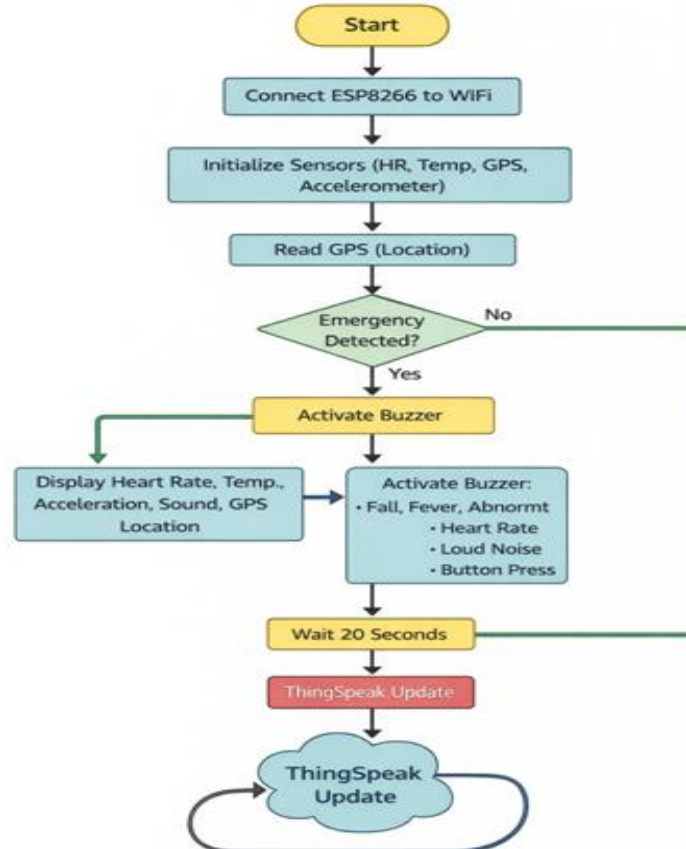 Start
Connect ESP8266 to WiFi
Initialize Sensors (HR, Temp, GPS,
Accelerometer)
Read GPS (Location)
Emergency
Detected?
No
Yes
Activate Buzzer
Display Heart Rate, Temp.,
Acceleration, Sound, GPS
Location
Activate Buzzer:
• Fall, Fever, Abnormt
• Heart Rate
• Loud Noise
• Button Press
Wait 20 Seconds
ThingSpeak Update
ThingSpeak
Update